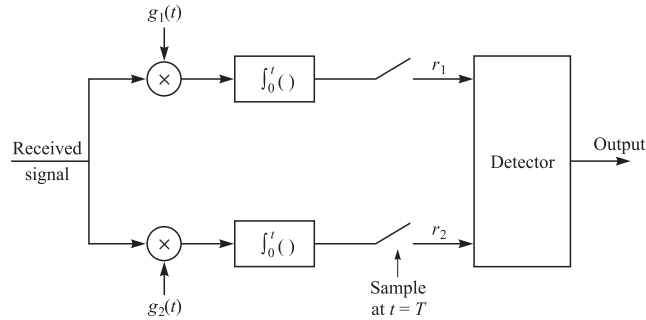 g₁(t)
×
∫₀ᵗ( )
r₁
Received
signal
Detector
Output
×
∫₀ᵗ( )
r₂
g₂(t)
Sample
at t = T